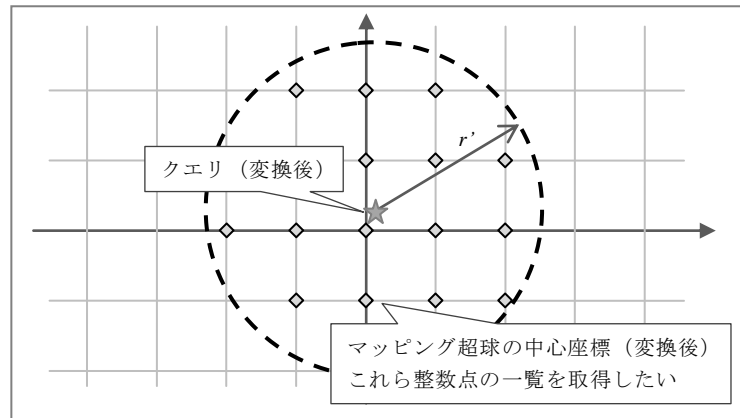 r’
クエリ（変換後）
マッピング超球の中心座標（変換後）
これら整数点の一覧を取得したい